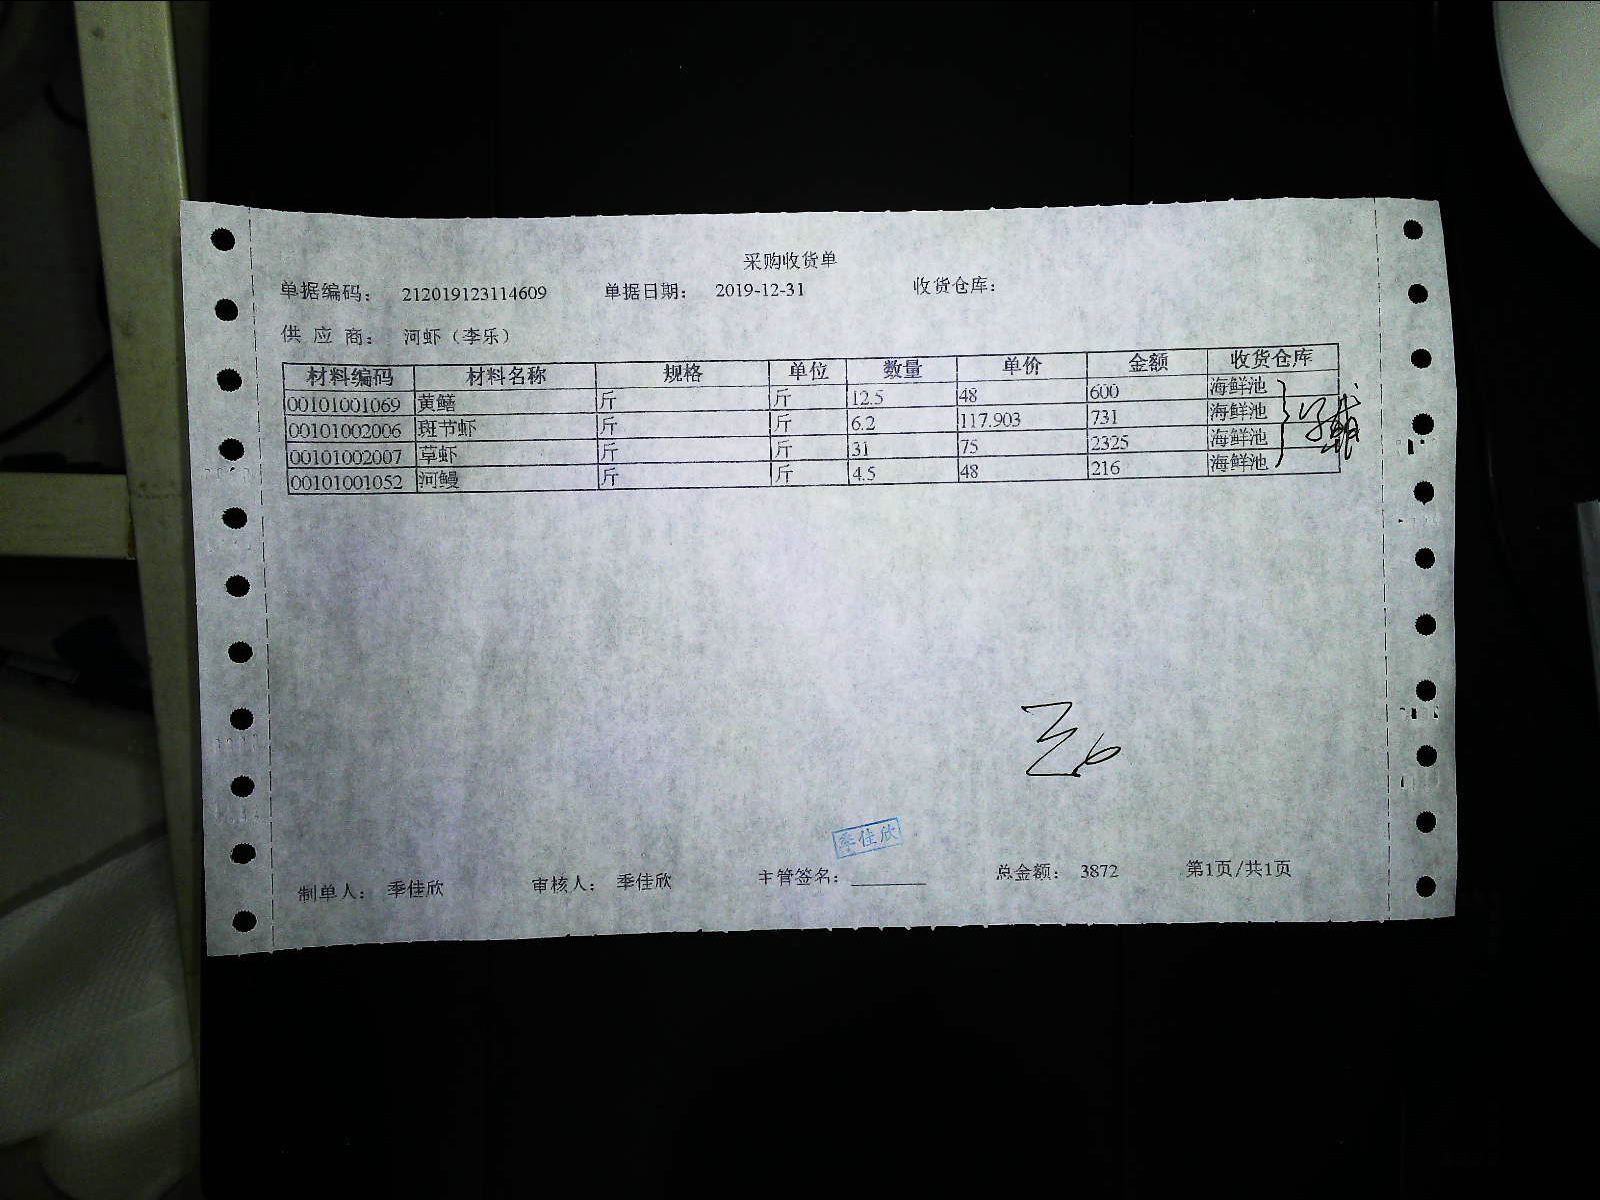 采购收货单
单据编码： 212019123114609 单据日期： 2019-12-31 收货仓库：
供 应 商： 河虾（李乐）
材料编码 材料名称 规格 单位 数量 单价 金额 收货仓库
00101001069 黄鳝 斤 斤 12.5 48 600 海鲜池
00101002006 斑节虾 斤 斤 6.2 117.903 731 海鲜池
00101002007 草虾 斤 斤 31 75 2325 海鲜池
00101001052 河鳗 斤 斤 4.5 48 216 海鲜池
季佳欣
制单人： 季佳欣 审核人： 季佳欣 主管签名：________ 总金额： 3872 第1页/共1页